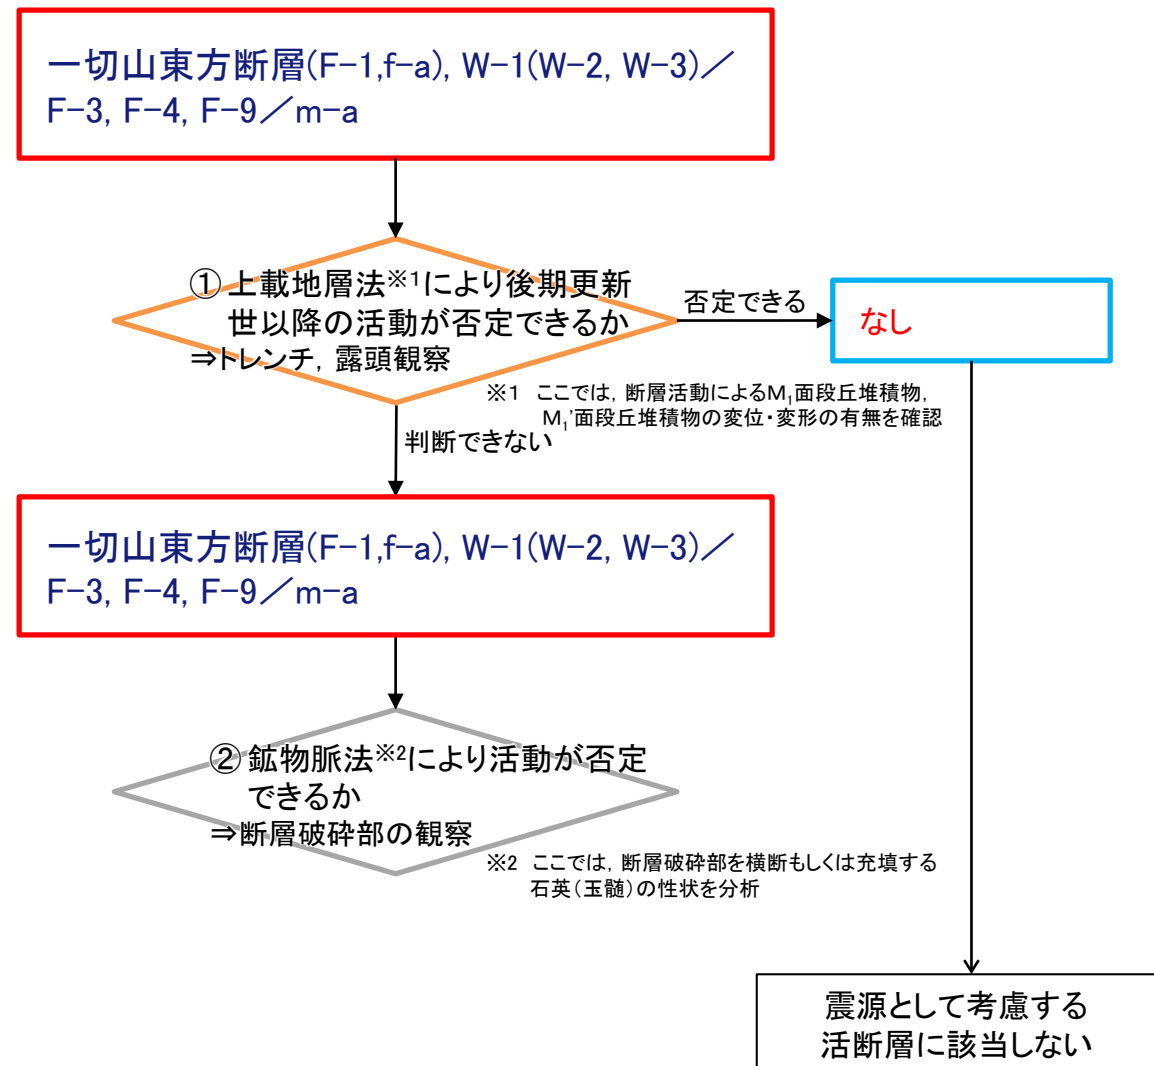 一切山東方断層(F-1,f-a), W-1(W-2, W-3)／
F-3, F-4, F-9／m-a
①上載地層法※1により後期更新
世以降の活動が否定できるか
⇒トレンチ, 露頭観察
否定できる
なし
※1　ここでは, 断層活動によるM1面段丘堆積物,
M1'面段丘堆積物の変位・変形の有無を確認
判断できない
一切山東方断層(F-1,f-a), W-1(W-2, W-3)／
F-3, F-4, F-9／m-a
②鉱物脈法※2により活動が否定
できるか
⇒断層破砕部の観察
※2　ここでは, 断層破砕部を横断もしくは充填する
石英（玉髄）の性状を分析
震源として考慮する
活断層に該当しない